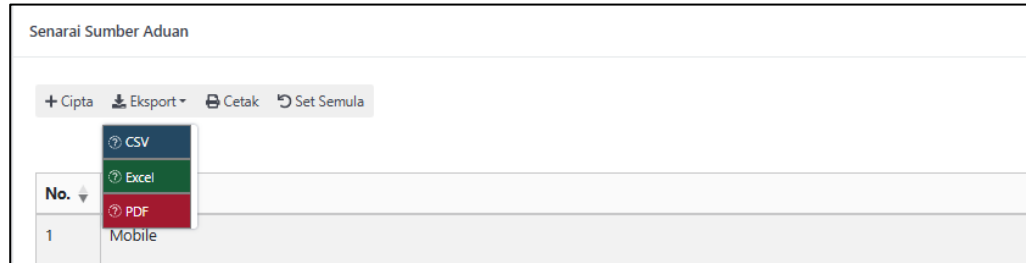 Senarai Sumber Aduan
Cipta Eksport Cetak Set Semula
CSV
Excel
PDF
No.
1 Mobile